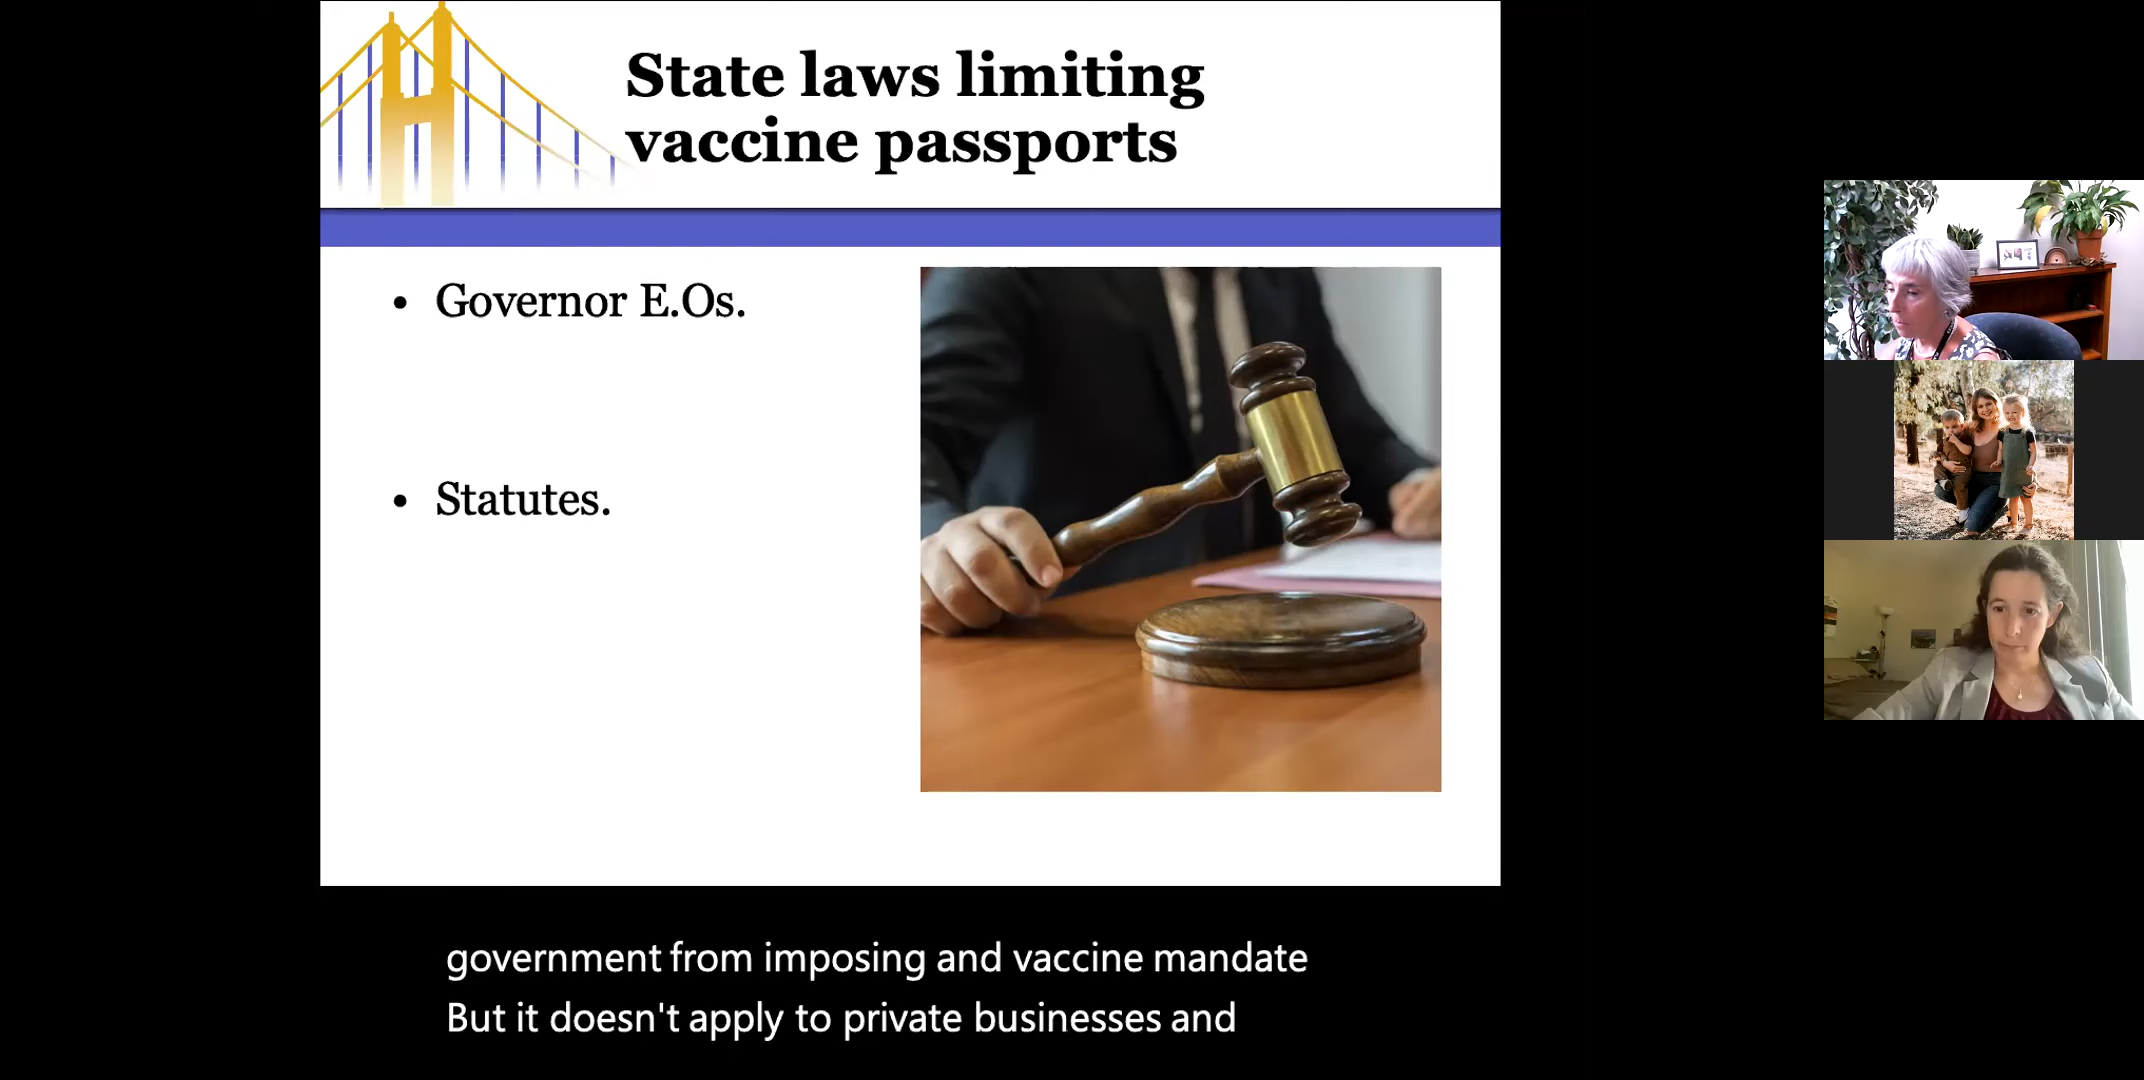 State laws limiting
vaccine passports
• Governor E.Os.
• Statutes.
government from imposing and vaccine mandate
But it doesn't apply to private businesses and